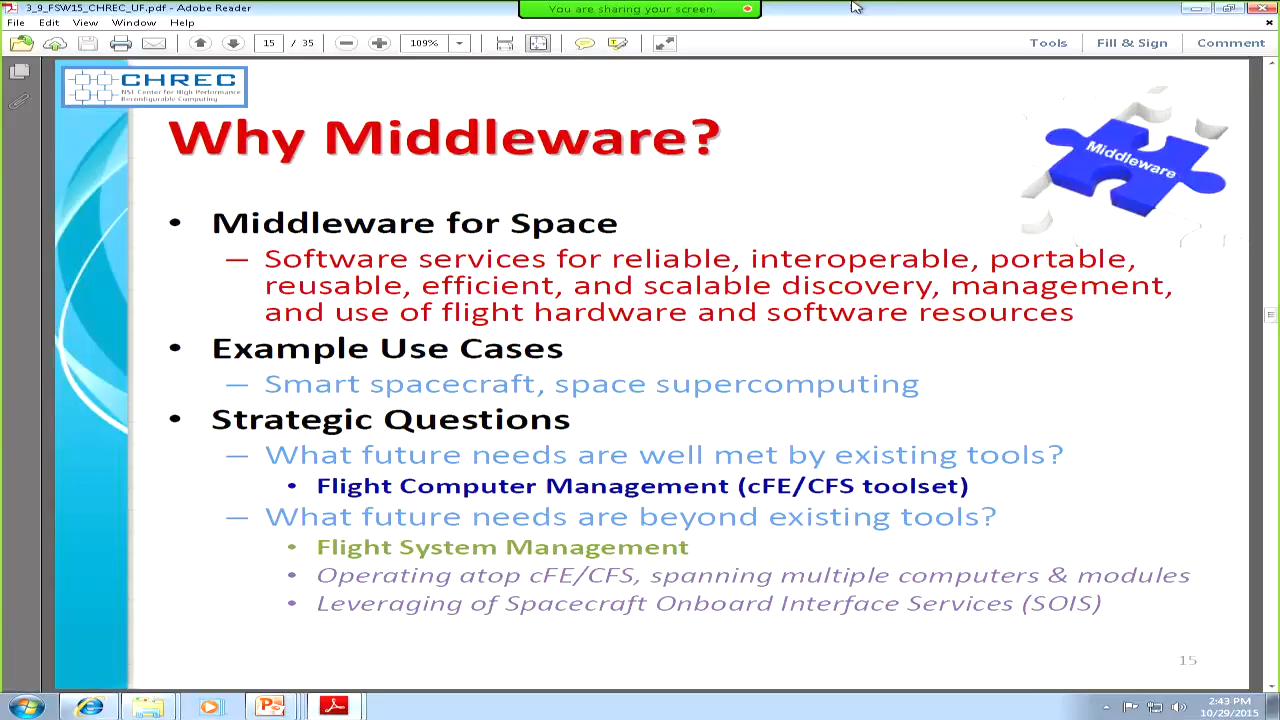 3_9_FSW15_CHREC_UF.pdf - Adobe Reader
You are sharing your screen.
File Edit View Window Help
15 / 35
109%
Tools Fill & Sign Comment
CHREC
NSF Center for High-Performance
Reconfigurable Computing
Why Middleware?
Middleware
• Middleware for Space
– Software services for reliable, interoperable, portable,
reusable, efficient, and scalable discovery, management,
and use of flight hardware and software resources
• Example Use Cases
– Smart spacecraft, space supercomputing
• Strategic Questions
– What future needs are well met by existing tools?
• Flight Computer Management (cFE/CFS toolset)
– What future needs are beyond existing tools?
• Flight System Management
• Operating atop cFE/CFS, spanning multiple computers & modules
• Leveraging of Spacecraft Onboard Interface Services (SOIS)
15
2:43 PM
10/29/2015